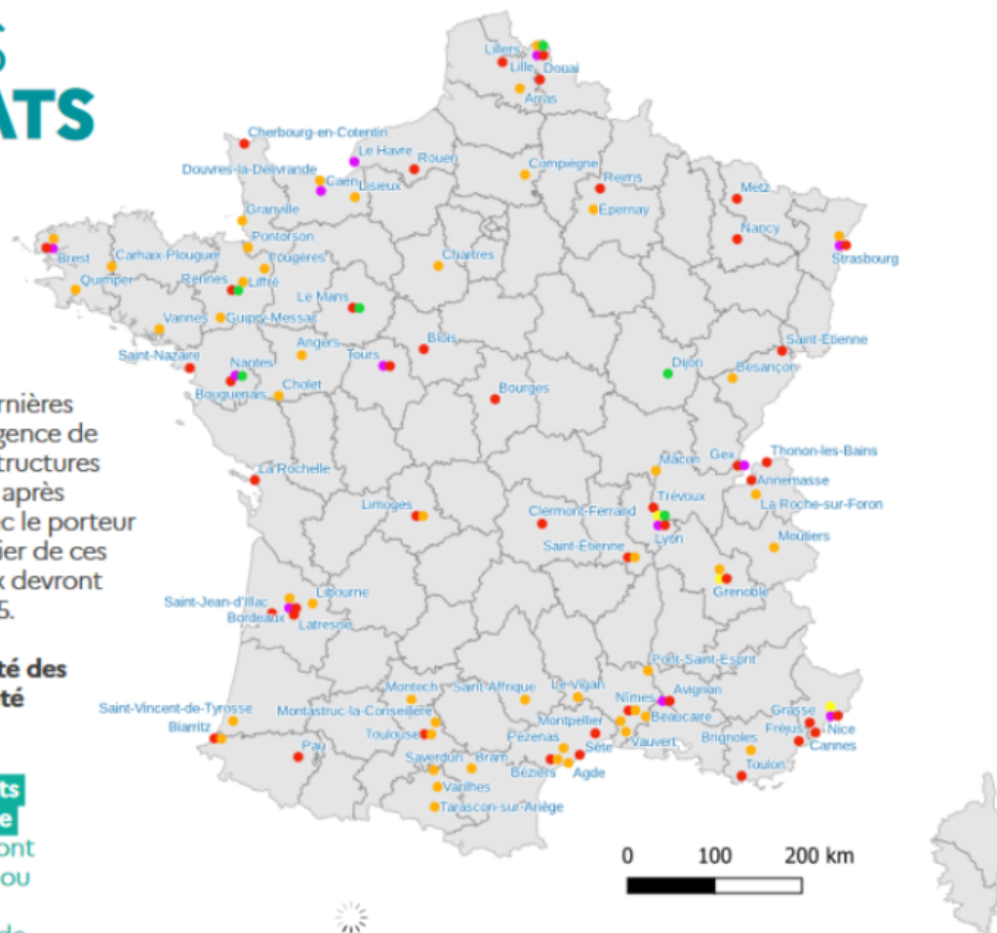 ATS
rnières
gence de
tructures
après
c le porteur
ier de ces
x devront
5.
té des
té
ts
e
ont
ou
Lillers
Lille
Douai
Arras
Cherbourg-en-Cotentin
Le Havre
Rouen
Douvres-la-Délivrande
Caen
Lisieux
Compiègne
Reims
Épernay
Metz
Nancy
Strasbourg
Granville
Pontorson
Fougères
Brest
Carhaix-Plouguer
Quimper
Rennes
Liffré
Chartres
Le Mans
Vannes
Guipry-Messac
Saint-Nazaire
Nantes
Angers
Tours
Blois
Bouguenais
Cholet
Bourges
Dijon
Saint-Etienne
Besançon
La Rochelle
Mâcon
Gex
Thonon-les-Bains
Annemasse
La Roche-sur-Foron
Limoges
Clermont-Ferrand
Trévoux
Lyon
Saint-Étienne
Moûtiers
Grenoble
Saint-Jean-d'Illac
Libourne
Bordeaux
Latresne
Pont-Saint-Esprit
Saint-Vincent-de-Tyrosse
Biarritz
Montech
Saint-Affrique
Le Vigan
Nîmes
Avignon
Montastruc-la-Conseillère
Montpellier
Beaucaire
Grasse
Toulouse
Pézenas
Sète
Vauvert
Brignoles
Fréjus
Nice
Cannes
Pau
Saverdun
Bram
Béziers
Agde
Toulon
Varilhes
Tarascon-sur-Ariège
0 100 200 km